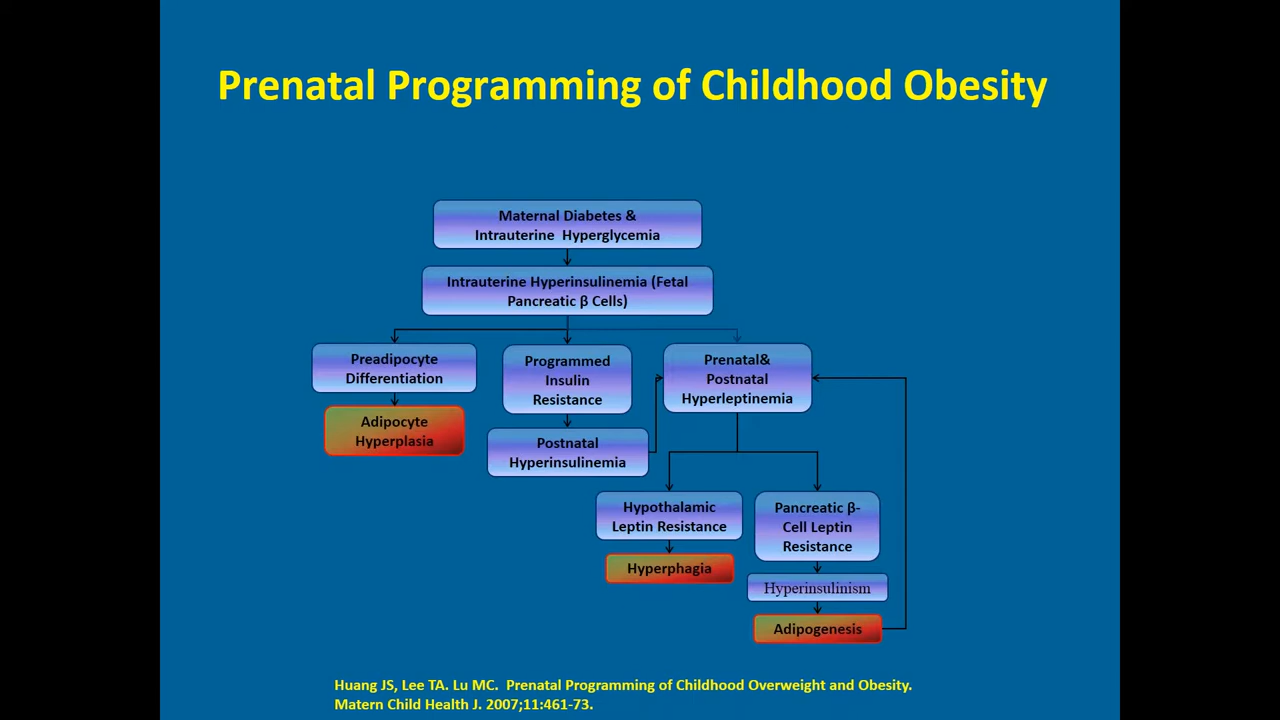 Prenatal Programming of Childhood Obesity
Maternal Diabetes &
Intrauterine Hyperglycemia
Intrauterine Hyperinsulinemia (Fetal
Pancreatic β Cells)
Preadipocyte
Differentiation
Adipocyte
Hyperplasia
Programmed
Insulin
Resistance
Postnatal
Hyperinsulinemia
Prenatal&
Postnatal
Hyperleptinemia
Hypothalamic
Leptin Resistance
Hyperphagia
Pancreatic β-
Cell Leptin
Resistance
Hyperinsulinism
Adipogenesis
Huang JS, Lee TA. Lu MC. Prenatal Programming of Childhood Overweight and Obesity.
Matern Child Health J. 2007;11:461-73.